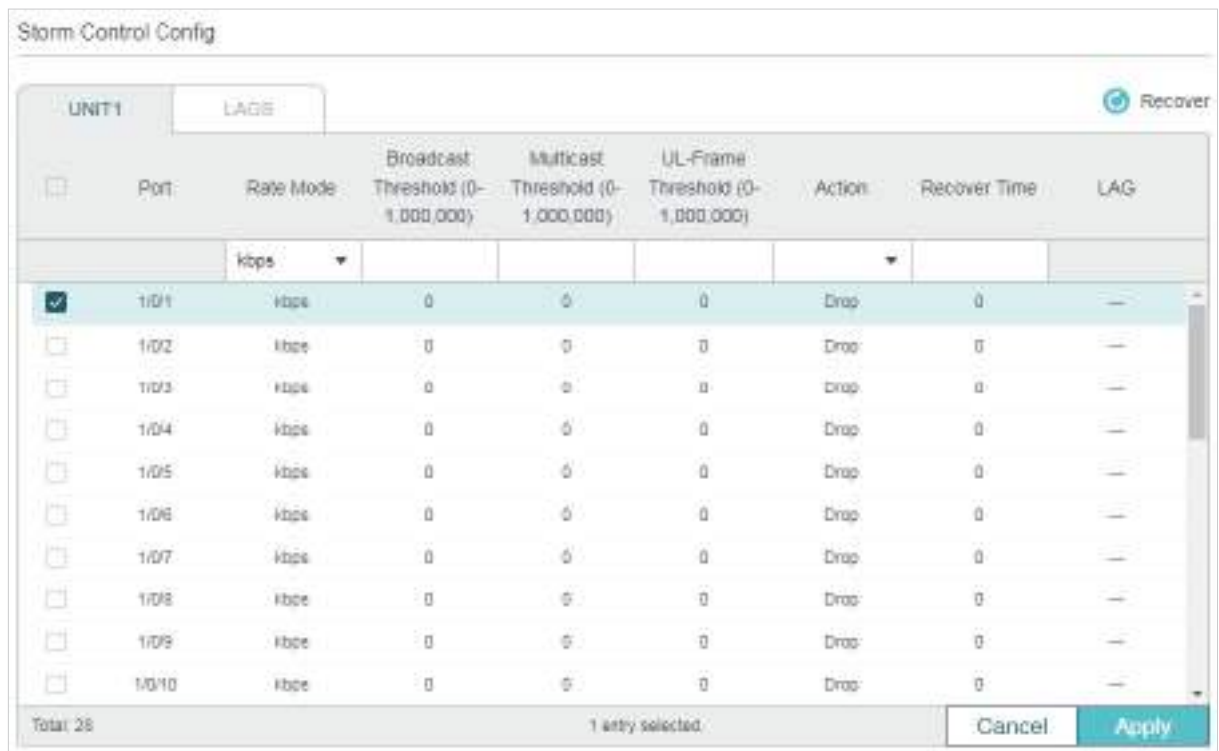 Storm Control Config
UNIT1 LAGS Recover
Port Rate Mode Broadcast Threshold (0-1,000,000) Multicast Threshold (0-1,000,000) UL-Frame Threshold (0-1,000,000) Action Recover Time LAG
kbps
1/0/1 kbps 0 0 0 Drop 0 ---
1/0/2 kbps 0 0 0 Drop 0 ---
1/0/3 kbps 0 0 0 Drop 0 ---
1/0/4 kbps 0 0 0 Drop 0 ---
1/0/5 kbps 0 0 0 Drop 0 ---
1/0/6 kbps 0 0 0 Drop 0 ---
1/0/7 kbps 0 0 0 Drop 0 ---
1/0/8 kbps 0 0 0 Drop 0 ---
1/0/9 kbps 0 0 0 Drop 0 ---
1/0/10 kbps 0 0 0 Drop 0 ---
Total: 28 1 entry selected. Cancel Apply